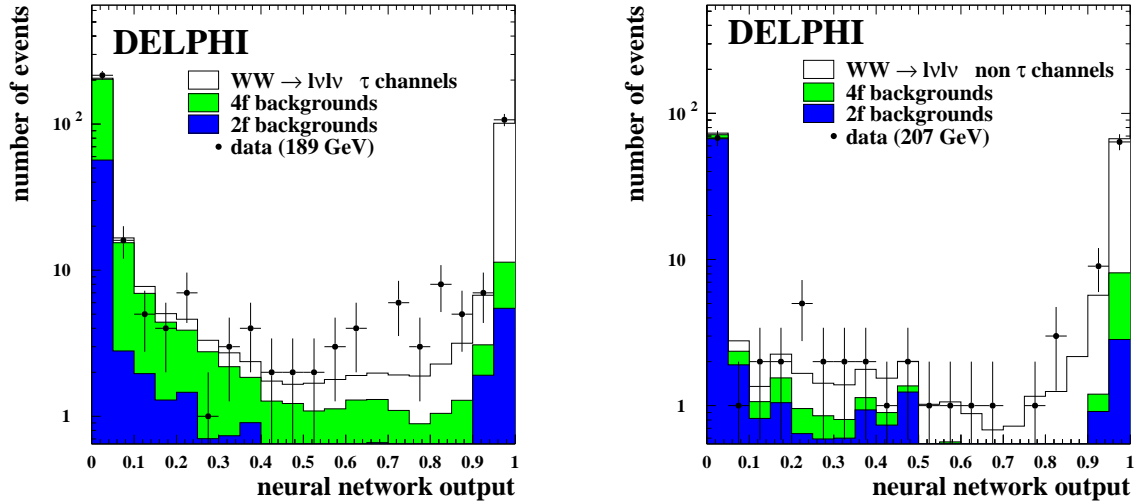 DELPHI
WW → lνlν τ channels
4f backgrounds
2f backgrounds
data (189 GeV)
number of events
10²
10
1
0 0.1 0.2 0.3 0.4 0.5 0.6 0.7 0.8 0.9 1
neural network output
DELPHI
WW → lνlν non τ channels
4f backgrounds
2f backgrounds
data (207 GeV)
number of events
10²
10
1
0 0.1 0.2 0.3 0.4 0.5 0.6 0.7 0.8 0.9 1
neural network output